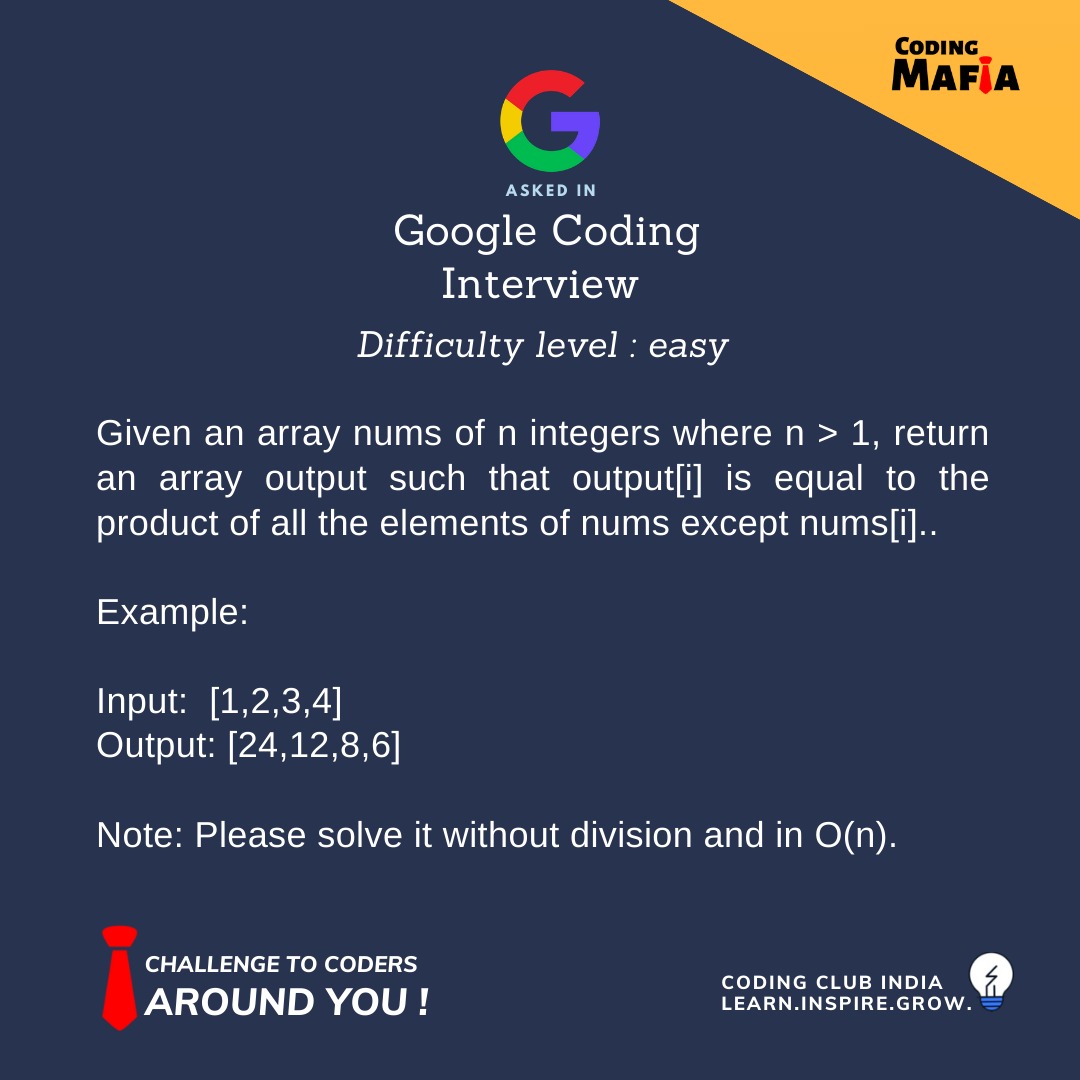 CODING
MAFIA
ASKED IN
Google Coding
Interview
Difficulty level : easy
Given an array nums of n integers where n > 1, return
an array output such that output[i] is equal to the
product of all the elements of nums except nums[i]..
Example:
Input:  [1,2,3,4]
Output: [24,12,8,6]
Note: Please solve it without division and in O(n).
CHALLENGE TO CODERS
AROUND YOU !
CODING CLUB INDIA
LEARN.INSPIRE.GROW.